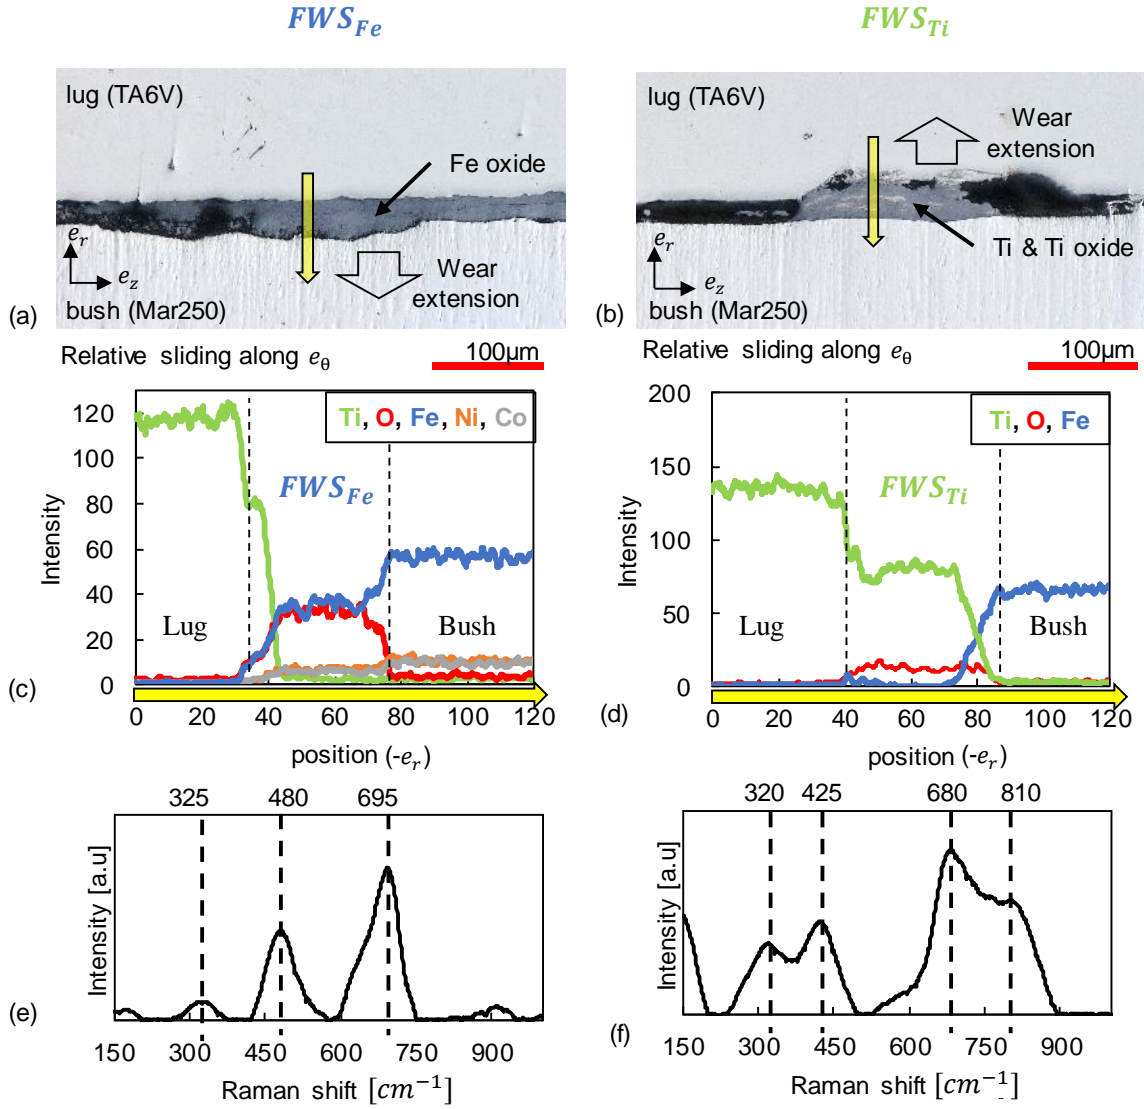 FWS_Fe
FWS_Ti
lug (TA6V)
Fe oxide
e_r
e_z
Wear
extension
bush (Mar250)
(a)
lug (TA6V)
Wear
extension
e_r
e_z
Ti & Ti oxide
bush (Mar250)
(b)
Relative sliding along e_θ
100µm
Relative sliding along e_θ
100µm
120
100
80
60
40
20
0
Intensity
Ti, O, Fe, Ni, Co
FWS_Fe
Lug
Bush
(c)
0 20 40 60 80 100 120
position (-e_r)
200
150
100
50
0
Intensity
Ti, O, Fe
FWS_Ti
Lug
Bush
(d)
0 20 40 60 80 100 120
position (-e_r)
325 480 695
Intensity [a.u]
(e)
150 300 450 600 750 900
Raman shift [cm⁻¹]
320 425 680 810
Intensity [a.u]
(f)
150 300 450 600 750 900
Raman shift [cm⁻¹]